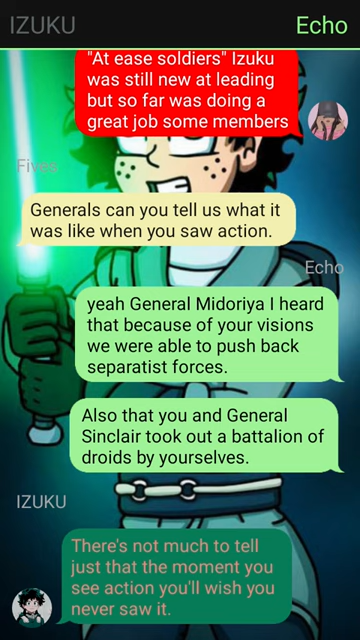 IZUKU
Echo
"At ease soldiers" Izuku
was still new at leading
but so far was doing a
great job some members
Fives
Generals can you tell us what it
was like when you saw action.
Echo
yeah General Midoriya I heard
that because of your visions
we were able to push back
separatist forces.
Also that you and General
Sinclair took out a battalion of
droids by yourselves.
IZUKU
There's not much to tell
just that the moment you
see action you'll wish you
never saw it.